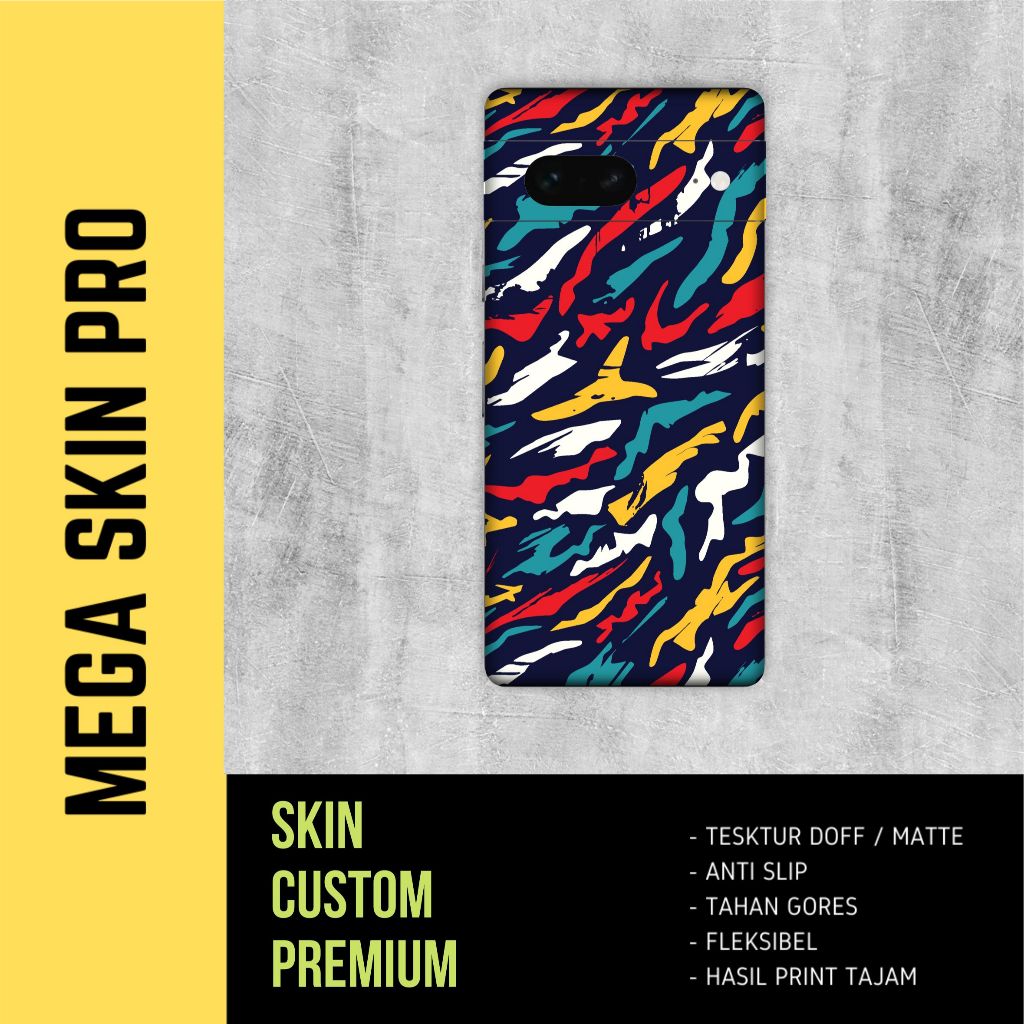 MEGA SKIN PRO
SKIN
CUSTOM
PREMIUM
- TESKTUR DOFF / MATTE
- ANTI SLIP
- TAHAN GORES
- FLEKSIBEL
- HASIL PRINT TAJAM